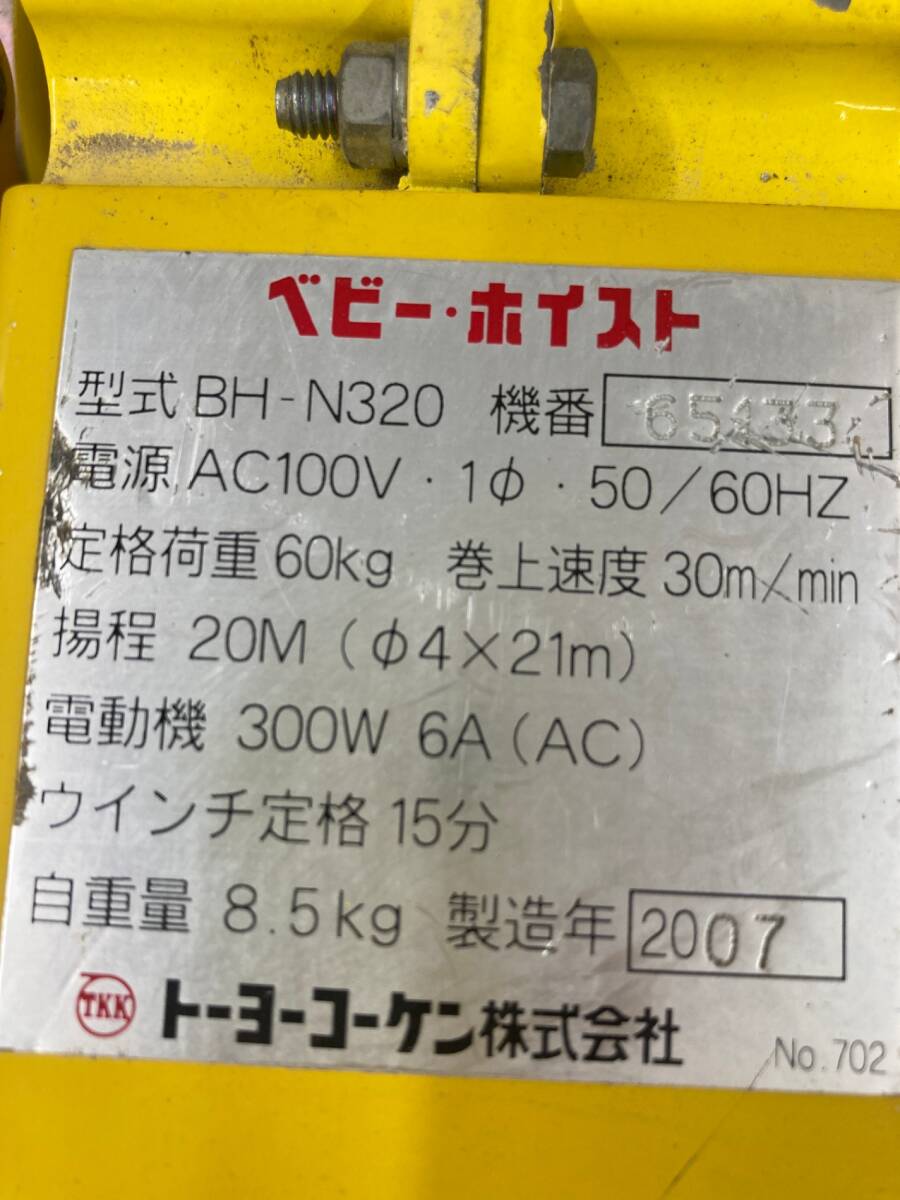 ベビー・ホイスト
型式 BH-N320 機番
電源 AC100V・1φ・50/60HZ
定格荷重 60kg 巻上速度 30m/min
揚程 20M (φ4×21m)
電動機 300W 6A (AC)
ウインチ定格 15分
自重量 8.5kg 製造年 2007
TKK トーヨーコーケン株式会社 No.702